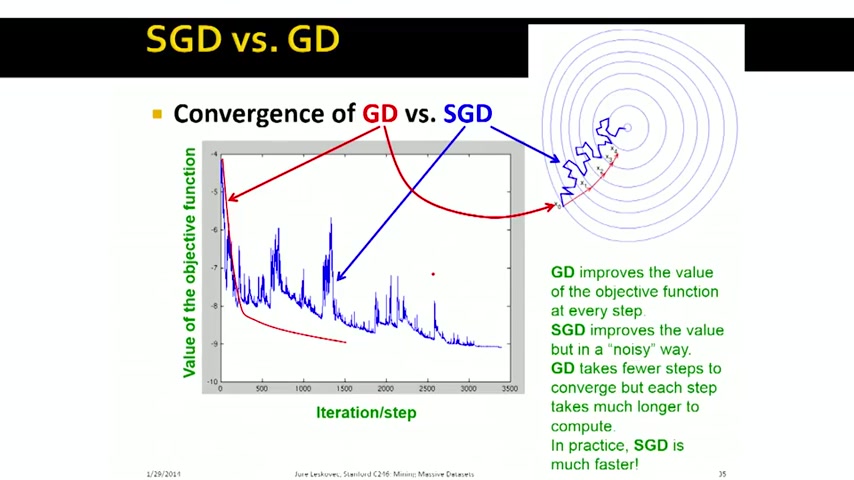 SGD vs. GD
Convergence of GD vs. SGD
Value of the objective function
-4
-5
-6
-7
-8
-9
-10
0
500
1000
1500
2000
2500
3000
3500
Iteration/step
GD improves the value
of the objective function
at every step.
SGD improves the value
but in a “noisy” way.
GD takes fewer steps to
converge but each step
takes much longer to
compute.
In practice, SGD is
much faster!
1/29/2014
Jure Leskovec, Stanford C246: Mining Massive Datasets
35